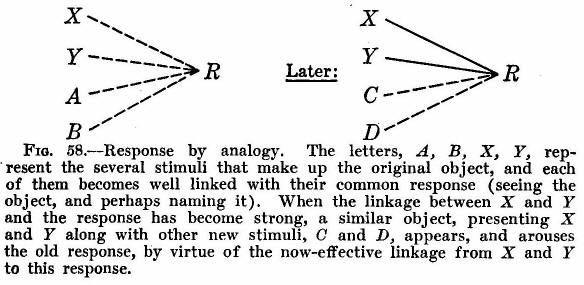 X
Y
A
B
R
Later:
X
Y
C
D
R
FIG. 58.—Response by analogy. The letters, A, B, X, Y, rep-
resent the several stimuli that make up the original object, and each
of them becomes well linked with their common response (seeing the
object, and perhaps naming it). When the linkage between X and Y
and the response has become strong, a similar object, presenting X
and Y along with other new stimuli, C and D, appears, and arouses
the old response, by virtue of the now-effective linkage from X and Y
to this response.